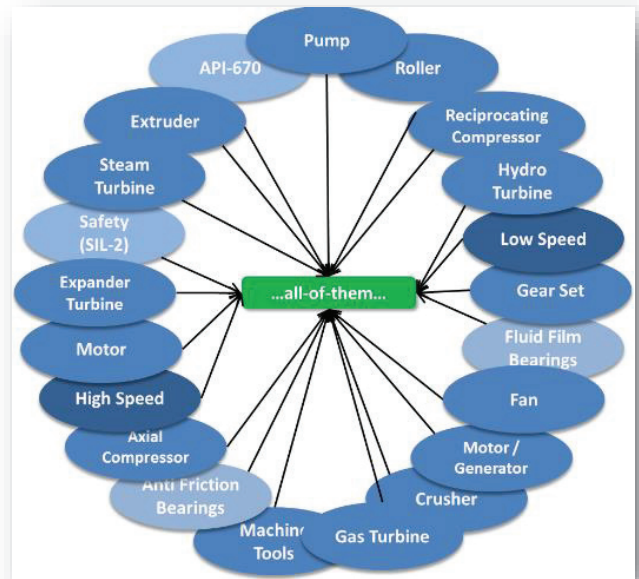 Pump
API-670
Roller
Extruder
Reciprocating
Compressor
Steam
Turbine
Hydro
Turbine
Safety
(SIL-2)
Low Speed
...all-of-them...
Expander
Turbine
Gear Set
Motor
Fluid Film
Bearings
High Speed
Fan
Axial
Compressor
Motor /
Generator
Anti Friction
Bearings
Crusher
Machine
Tools
Gas Turbine